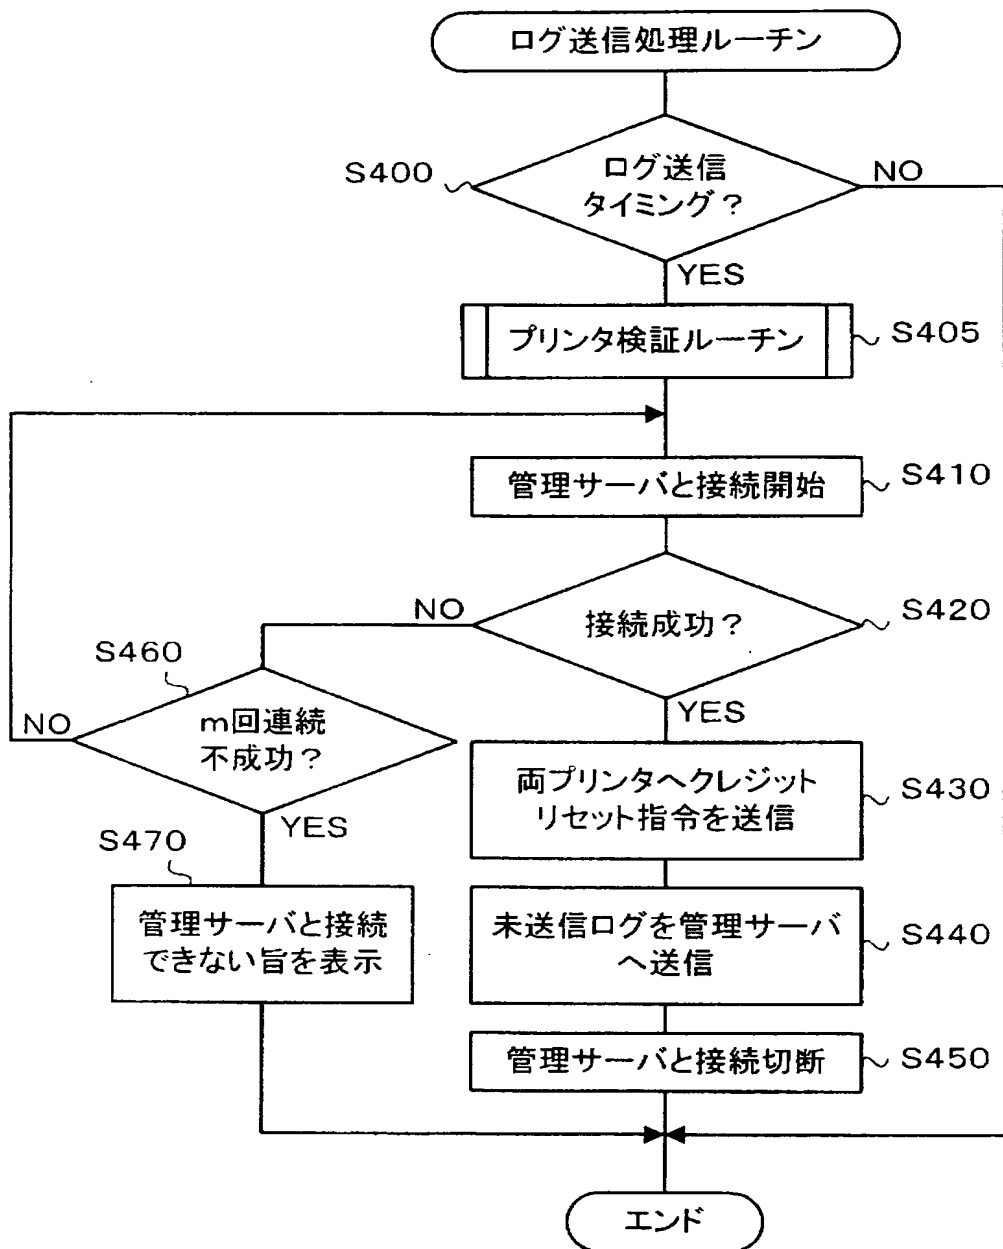 ログ送信処理ルーチン
S400
ログ送信
タイミング？
NO
YES
プリンタ検証ルーチン
S405
管理サーバと接続開始
S410
接続成功？
S420
NO
YES
S460
m回連続
不成功？
NO
YES
両プリンタへクレジット
リセット指令を送信
S430
S470
管理サーバと接続
できない旨を表示
未送信ログを管理サーバ
へ送信
S440
管理サーバと接続切断
S450
エンド